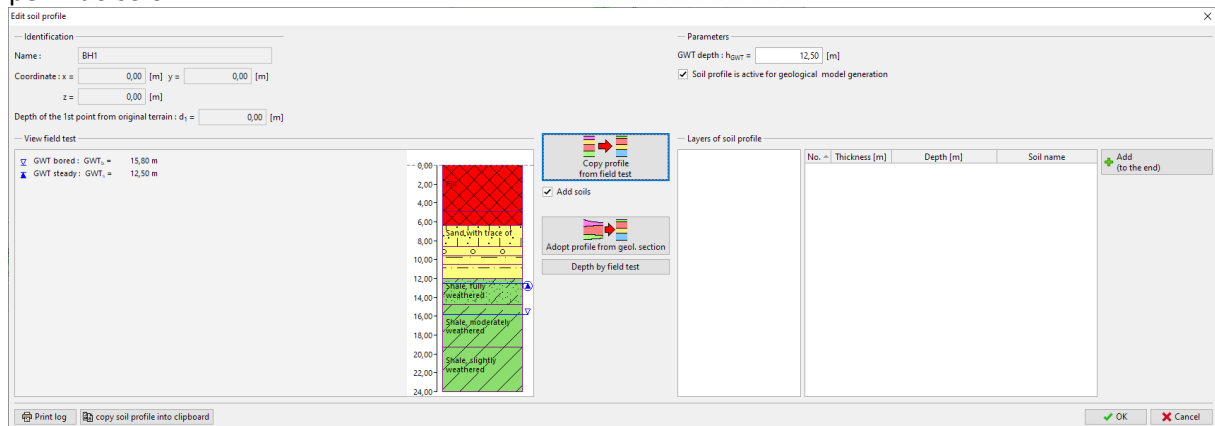 Edit soil profile
Identification
Name :
BH1
Coordinate : x =
0,00
[m]
y =
0,00
[m]
z =
0,00
[m]
Depth of the 1st point from original terrain : d₁ =
0,00
[m]
Parameters
GWT depth : hGWT =
12,50
[m]
Soil profile is active for geological model generation
View field test
GWT bored : GWTb =
15,80 m
GWT steady : GWTs =
12,50 m
0,00
2,00
4,00
6,00
8,00
10,00
12,00
14,00
16,00
18,00
20,00
22,00
24,00
Sand, with trace of
Shale, fully
weathered
Shale, moderately
weathered
Shale, slightly
weathered
Copy profile
from field test
Add soils
Adopt profile from geol. section
Depth by field test
Layers of soil profile
No.
Thickness [m]
Depth [m]
Soil name
Add
(to the end)
Print log
copy soil profile into clipboard
OK
Cancel